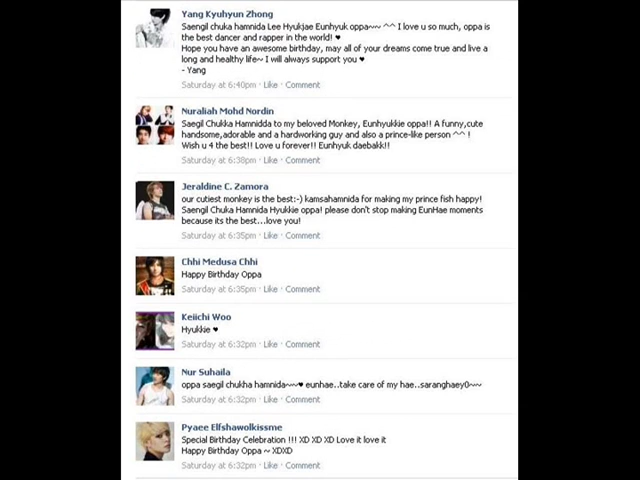 Yang Kyuhyun Zhong
Saengil chuka hamnida Lee Hyukjae Eunhyuk oppa~~ ^^ I love u so much, oppa is
the best dancer and rapper in the world! ♥
Hope you have an awesome birthday, may all of your dreams come true and live a
long and healthy life~ I will always support you ♥
- Yang
Saturday at 6:40pm · Like · Comment
Nuraliah Mohd Nordin
Saegil Chuka Hamnidda to my beloved Monkey, Eunhyukkie oppa!! A funny,cute
handsome,adorable and a hardworking guy and also a prince-like person ^^ !
Wish u 4 the best!! Love u forever!! Eunhyuk daebakk!!
Saturday at 6:38pm · Like · Comment
Jeraldine C. Zamora
our cutiest monkey is the best:-) kamsahamnida for making my prince fish happy!
Saengil Chuka Hamnida Hyukkie oppa! please don't stop making EunHae moments
because its the best...love you!
Saturday at 6:35pm · Like · Comment
Chhi Medusa Chhi
Happy Birthday Oppa
Saturday at 6:35pm · Like · Comment
Keiichi Woo
Hyukkie ♥
Saturday at 6:32pm · Like · Comment
Nur Suhaila
oppa saegil chukha hamnida~~♥ eunhae..take care of my hae..saranghaey0~~
Saturday at 6:32pm · Like · Comment
Pyaee Elfshawolkissme
Special Birthday Celebration !!! XD XD XD Love it love it
Happy Birthday Oppa ~ XDXD
Saturday at 6:32pm · Like · Comment